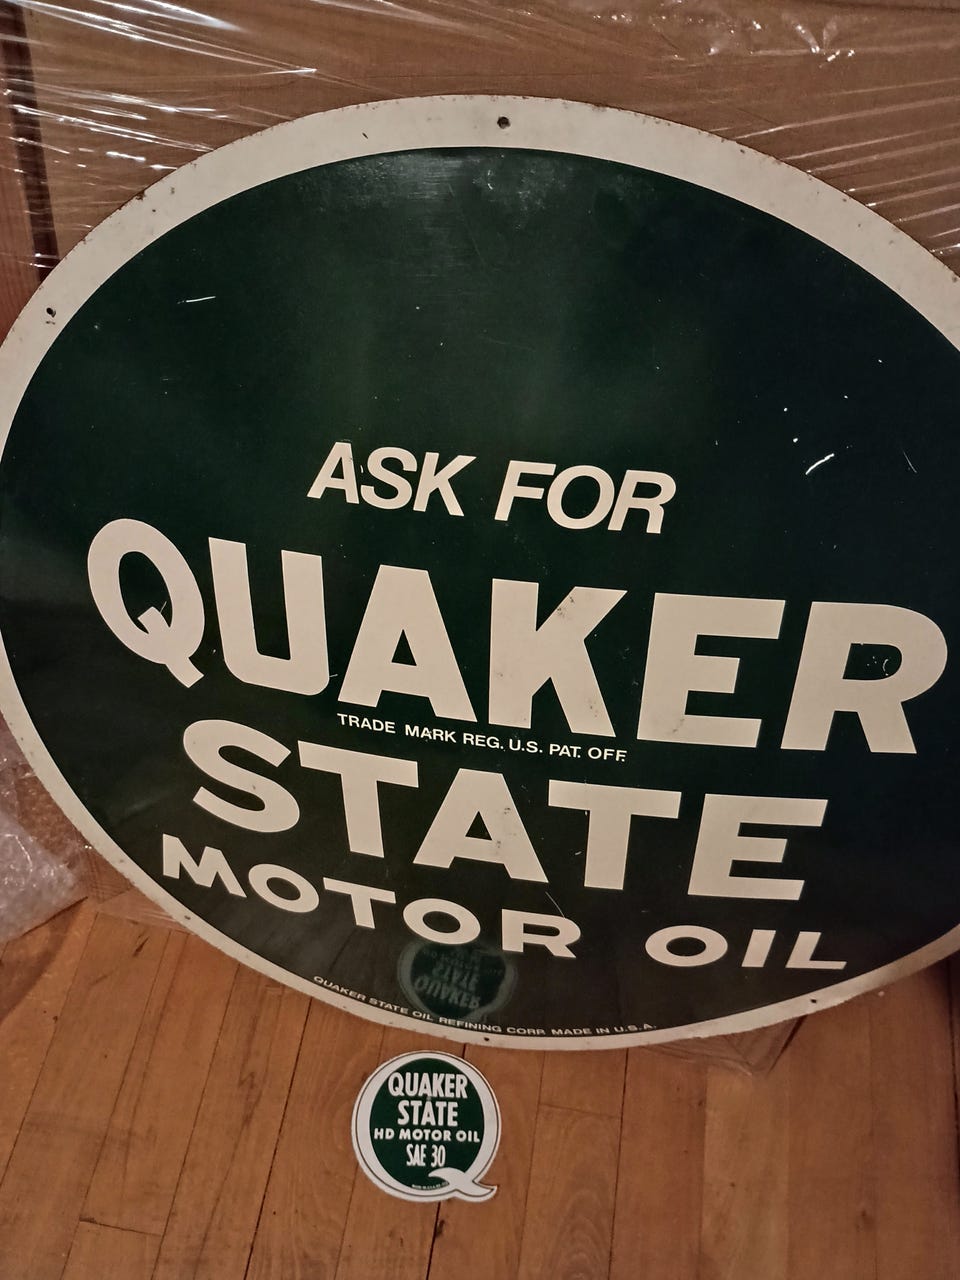 ASK FOR
QUAKER
TRADE MARK REG. U.S. PAT. OFF.
STATE
MOTOR OIL
QUAKER STATE OIL REFINING CORP. MADE IN U.S.A.
QUAKER
STATE
HD MOTOR OIL
SAE 30